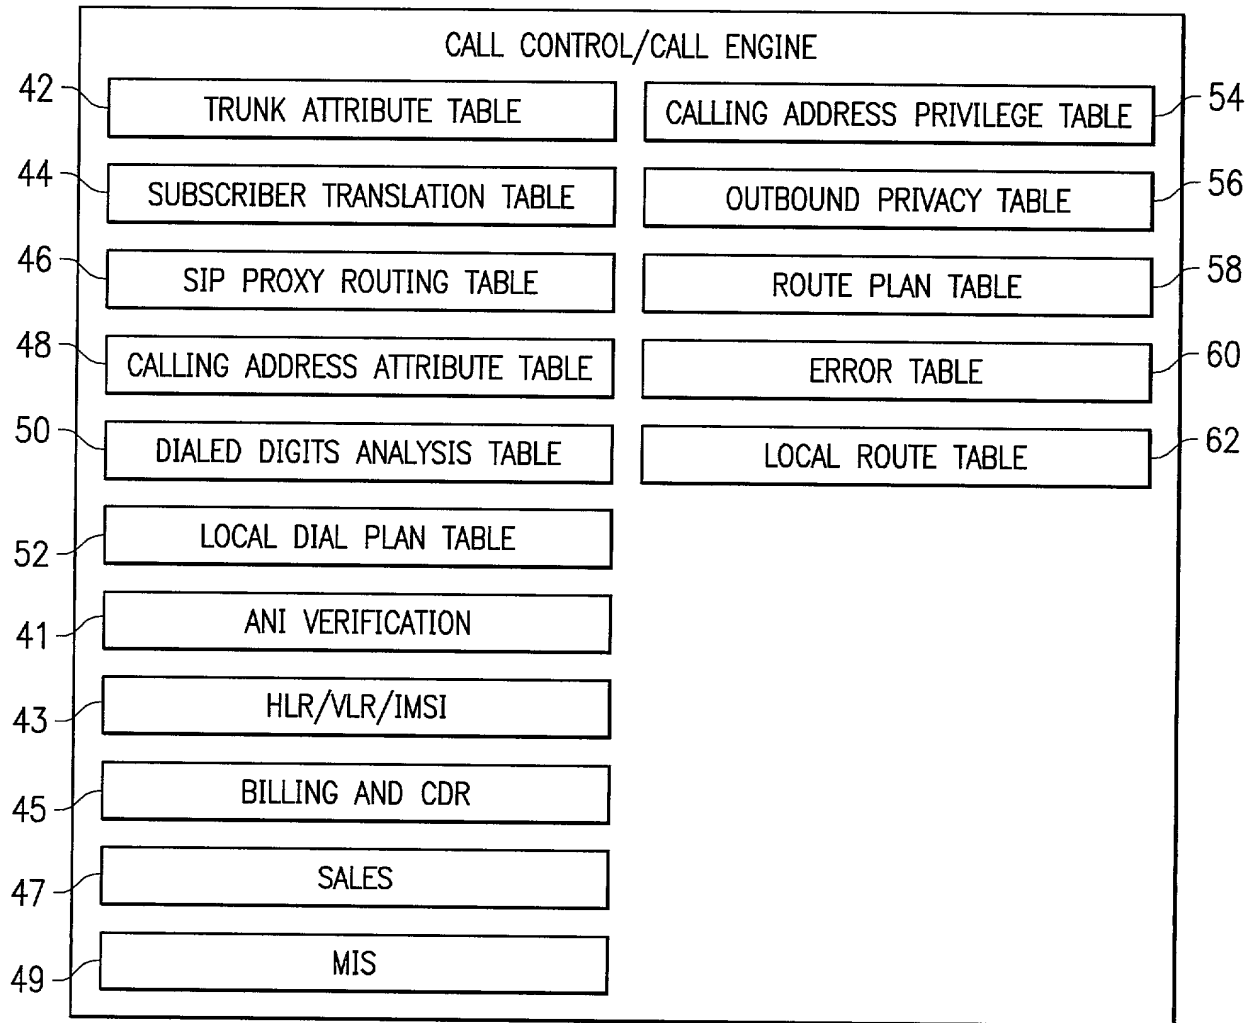 CALL CONTROL/CALL ENGINE
42
TRUNK ATTRIBUTE TABLE
44
SUBSCRIBER TRANSLATION TABLE
46
SIP PROXY ROUTING TABLE
48
CALLING ADDRESS ATTRIBUTE TABLE
50
DIALED DIGITS ANALYSIS TABLE
52
LOCAL DIAL PLAN TABLE
41
ANI VERIFICATION
43
HLR/VLR/IMSI
45
BILLING AND CDR
47
SALES
49
MIS
CALLING ADDRESS PRIVILEGE TABLE
54
OUTBOUND PRIVACY TABLE
56
ROUTE PLAN TABLE
58
ERROR TABLE
60
LOCAL ROUTE TABLE
62